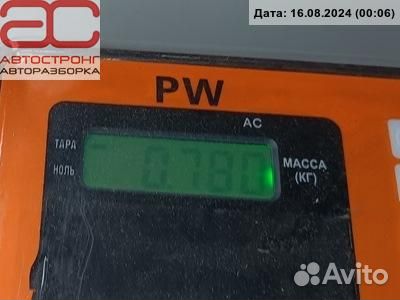 Дата: 16.08.2024 (00:06)
АС
АВТОСТРОНГ
АВТОРАЗБОРКА
PW
AC
ТАРА
НОЛЬ
0.780
МАССА
(КГ)
Avito